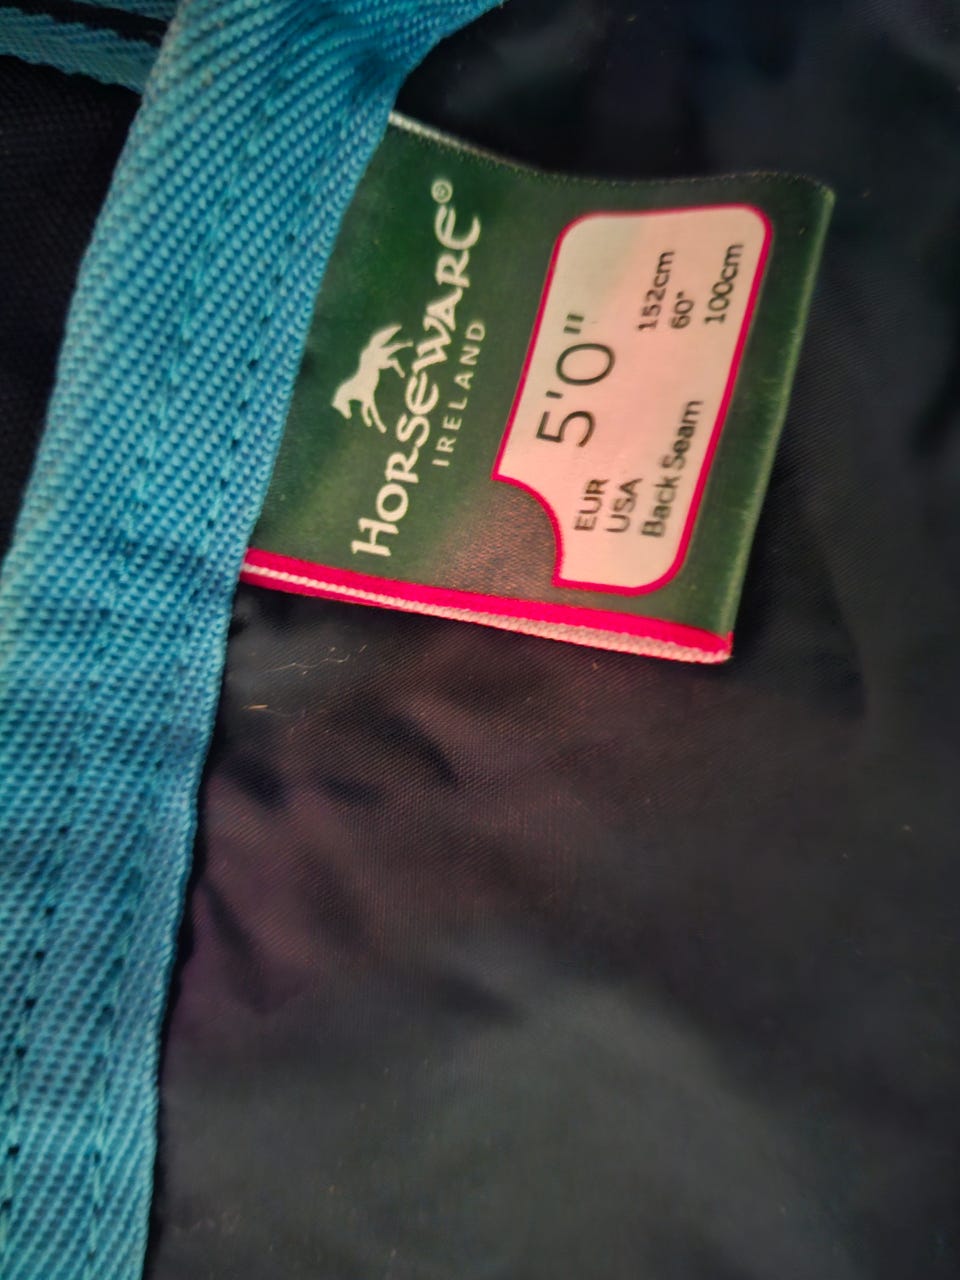 HORSEWARE®
IRELAND
5'0"
EUR 152cm
USA 60"
Back Seam 100cm